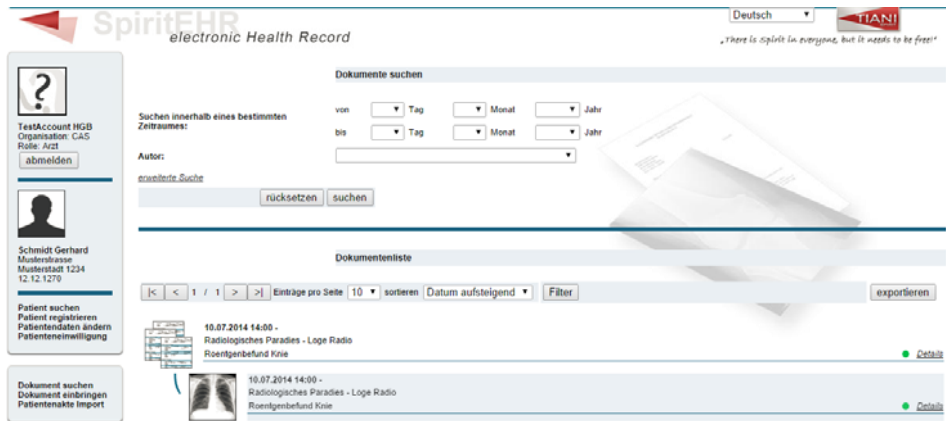 SpiritEHR
electronic Health Record
Deutsch
TIANI
„There is Spirit in everyone, but it needs to be free!"
TestAccount HGB
Organisation: CAS
Rolle: Arzt
abmelden
Schmidt Gerhard
Musterstrasse
Musterstadt 1234
12.12.1270
Patient suchen
Patient registrieren
Patientendaten ändern
Patienteneinwilligung
Dokument suchen
Dokument einbringen
Patientenakte Import
Dokumente suchen
Suchen innerhalb eines bestimmten
Zeitraumes:
von Tag Monat Jahr
bis Tag Monat Jahr
Autor:
erweiterte Suche
rücksetzen suchen
Dokumentenliste
|< < 1 / 1 > >| Einträge pro Seite 10 sortieren Datum aufsteigend Filter exportieren
10.07.2014 14:00 -
Radiologisches Paradies - Loge Radio
Roentgenbefund Knie
Details
10.07.2014 14:00 -
Radiologisches Paradies - Loge Radio
Roentgenbefund Knie
Details